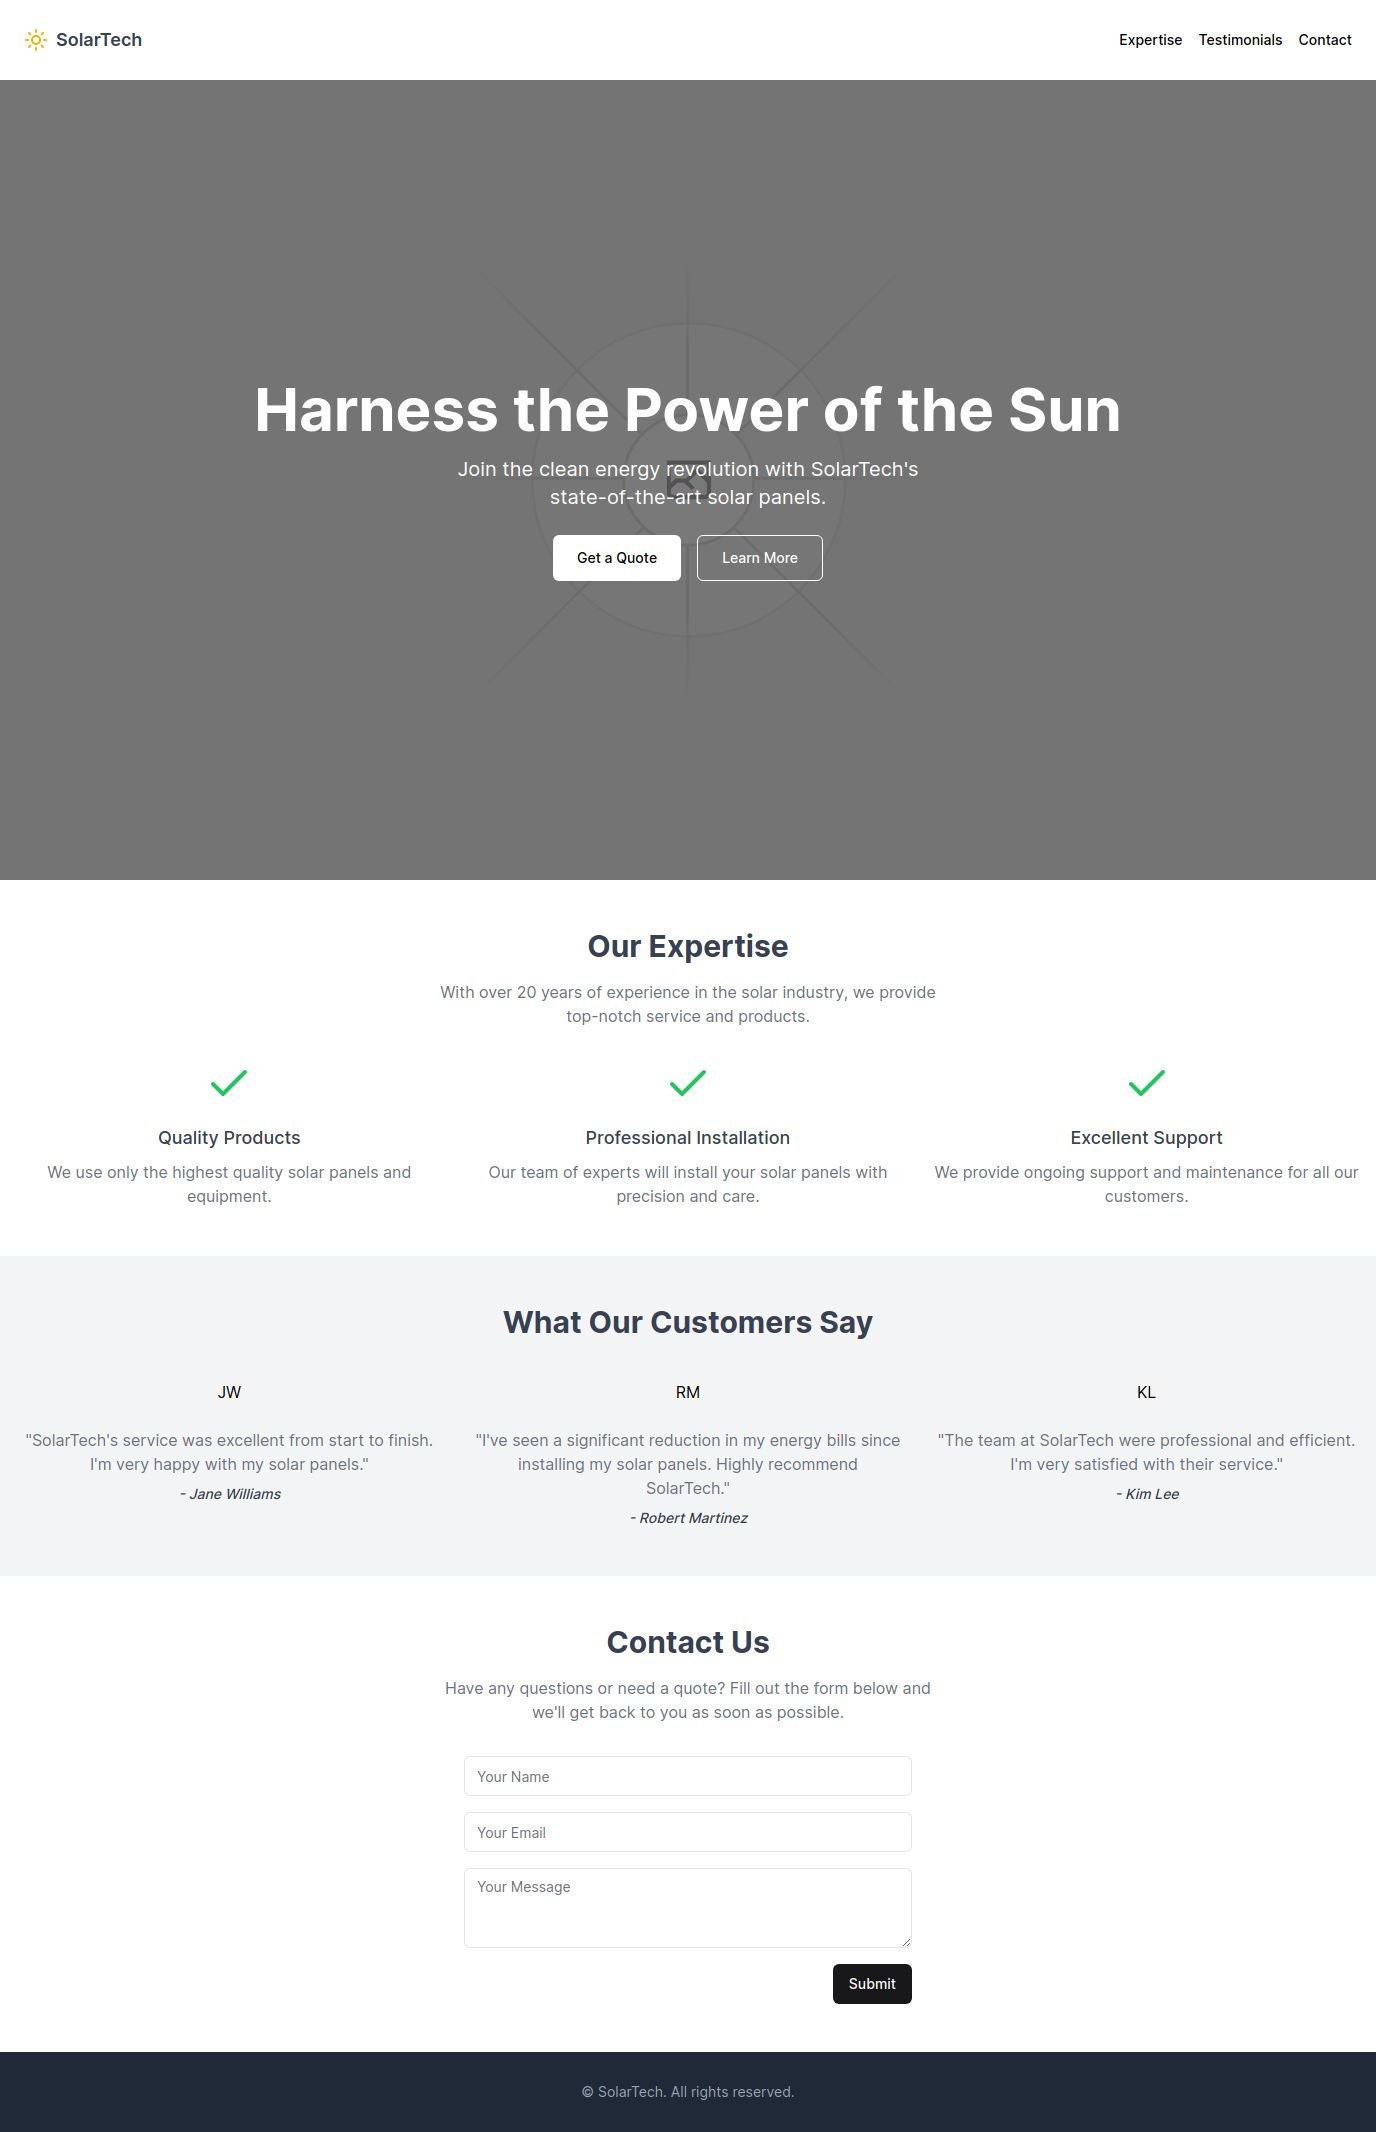 SolarTech
Expertise Testimonials Contact
Harness the Power of the Sun
Join the clean energy revolution with SolarTech's
state-of-the-art solar panels.
Get a Quote
Learn More
Our Expertise
With over 20 years of experience in the solar industry, we provide
top-notch service and products.
Quality Products
We use only the highest quality solar panels and
equipment.
Professional Installation
Our team of experts will install your solar panels with
precision and care.
Excellent Support
We provide ongoing support and maintenance for all our
customers.
What Our Customers Say
JW
"SolarTech's service was excellent from start to finish.
I'm very happy with my solar panels."
- Jane Williams
RM
"I've seen a significant reduction in my energy bills since
installing my solar panels. Highly recommend
SolarTech."
- Robert Martinez
KL
"The team at SolarTech were professional and efficient.
I'm very satisfied with their service."
- Kim Lee
Contact Us
Have any questions or need a quote? Fill out the form below and
we'll get back to you as soon as possible.
Your Name
Your Email
Your Message
Submit
© SolarTech. All rights reserved.